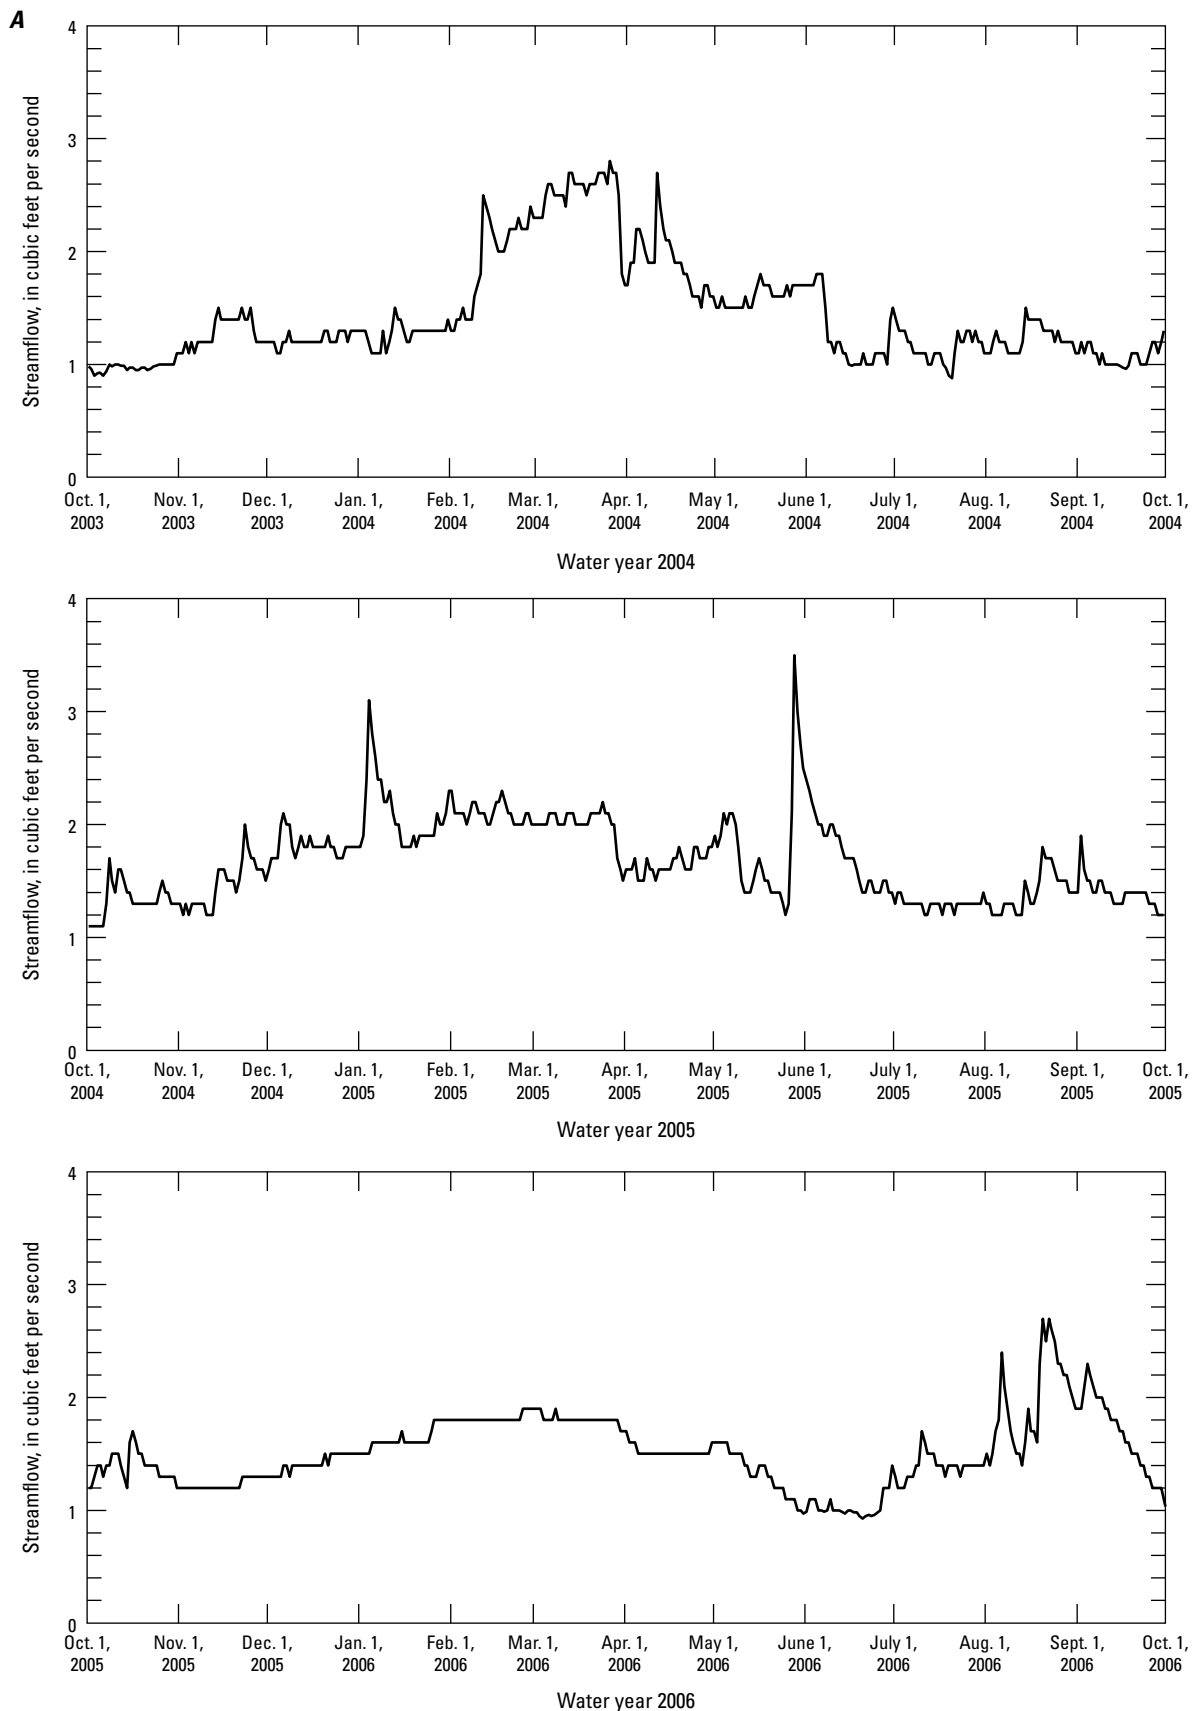 A
Streamflow, in cubic feet per second
4
3
2
1
0
Oct. 1, Nov. 1, Dec. 1, Jan. 1, Feb. 1, Mar. 1, Apr. 1, May 1, June 1, July 1, Aug. 1, Sept. 1, Oct. 1,
2003 2003 2003 2004 2004 2004 2004 2004 2004 2004 2004 2004 2004
Water year 2004
Streamflow, in cubic feet per second
4
3
2
1
0
Oct. 1, Nov. 1, Dec. 1, Jan. 1, Feb. 1, Mar. 1, Apr. 1, May 1, June 1, July 1, Aug. 1, Sept. 1, Oct. 1,
2004 2004 2004 2005 2005 2005 2005 2005 2005 2005 2005 2005 2005
Water year 2005
Streamflow, in cubic feet per second
4
3
2
1
0
Oct. 1, Nov. 1, Dec. 1, Jan. 1, Feb. 1, Mar. 1, Apr. 1, May 1, June 1, July 1, Aug. 1, Sept. 1, Oct. 1,
2005 2005 2005 2006 2006 2006 2006 2006 2006 2006 2006 2006 2006
Water year 2006